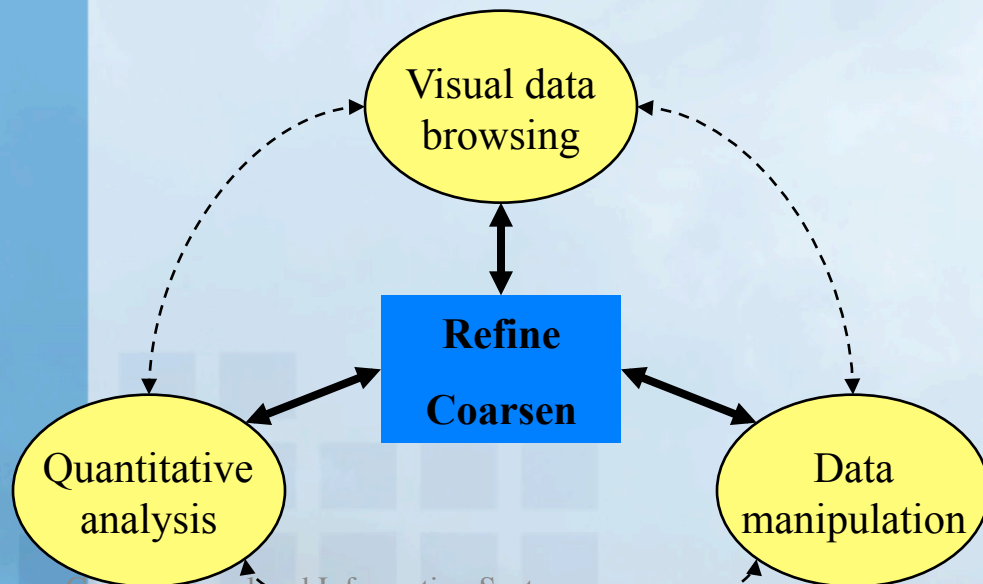 Visual data
browsing
Refine
Coarsen
Quantitative
analysis
Data
manipulation